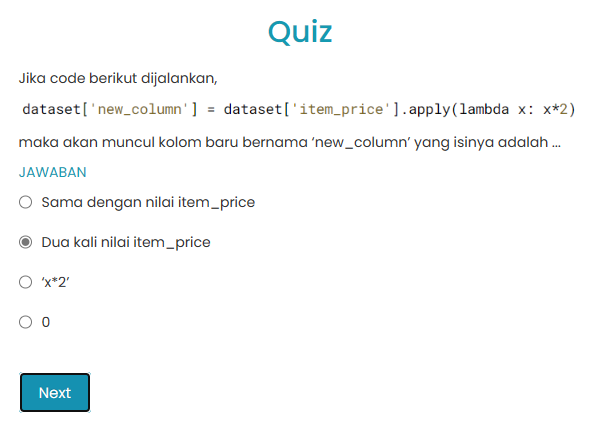 Quiz
Jika code berikut dijalankan,
dataset['new_column'] = dataset['item_price'].apply(lambda x: x*2)
maka akan muncul kolom baru bernama ‘new_column’ yang isinya adalah ...
JAWABAN
Sama dengan nilai item_price
Dua kali nilai item_price
‘x*2’
0
Next